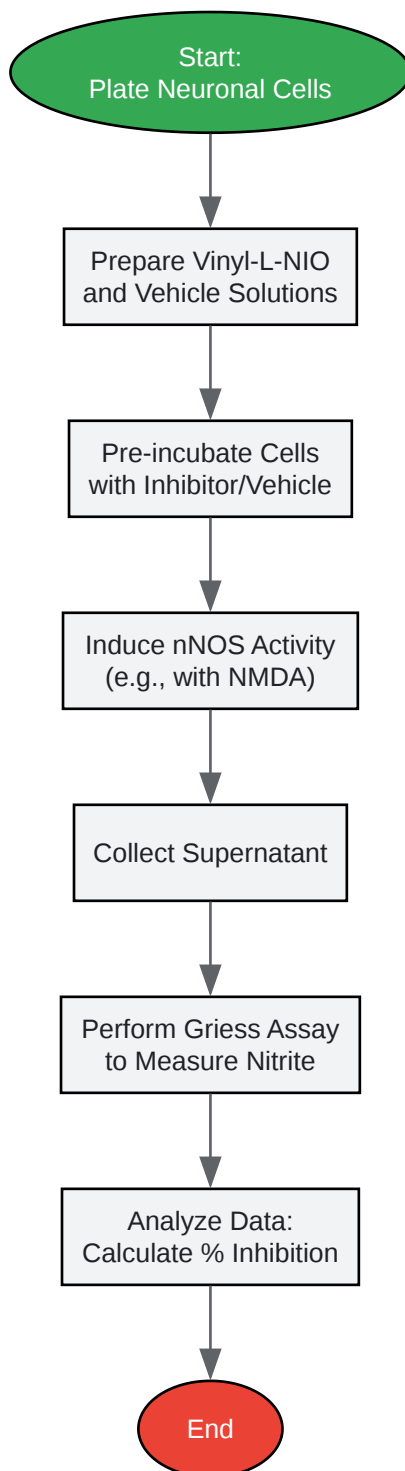 Start:
Plate Neuronal Cells
Prepare Vinyl-L-NIO
and Vehicle Solutions
Pre-incubate Cells
with Inhibitor/Vehicle
Induce nNOS Activity
(e.g., with NMDA)
Collect Supernatant
Perform Griess Assay
to Measure Nitrite
Analyze Data:
Calculate % Inhibition
End